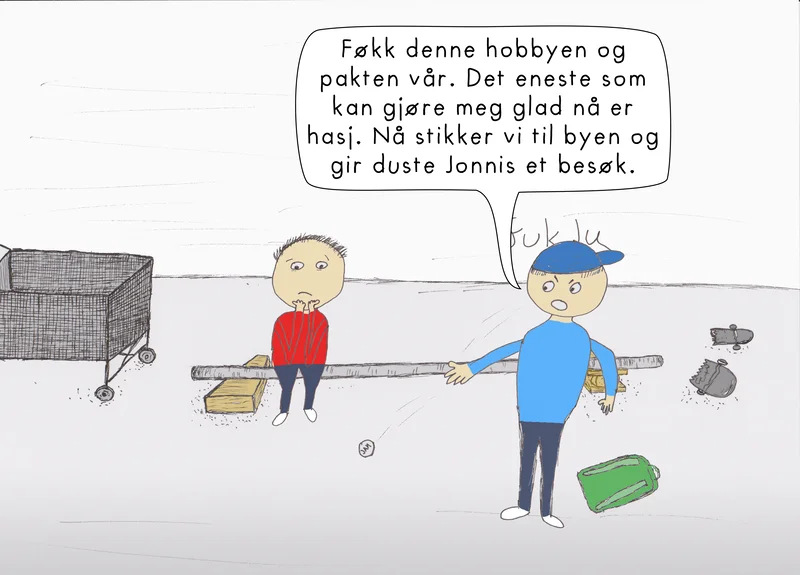 Føkk denne hobbyen og
pakten vår. Det eneste som
kan gjøre meg glad nå er
hasj. Nå stikker vi til byen og
gir duste Jonnis et besøk.